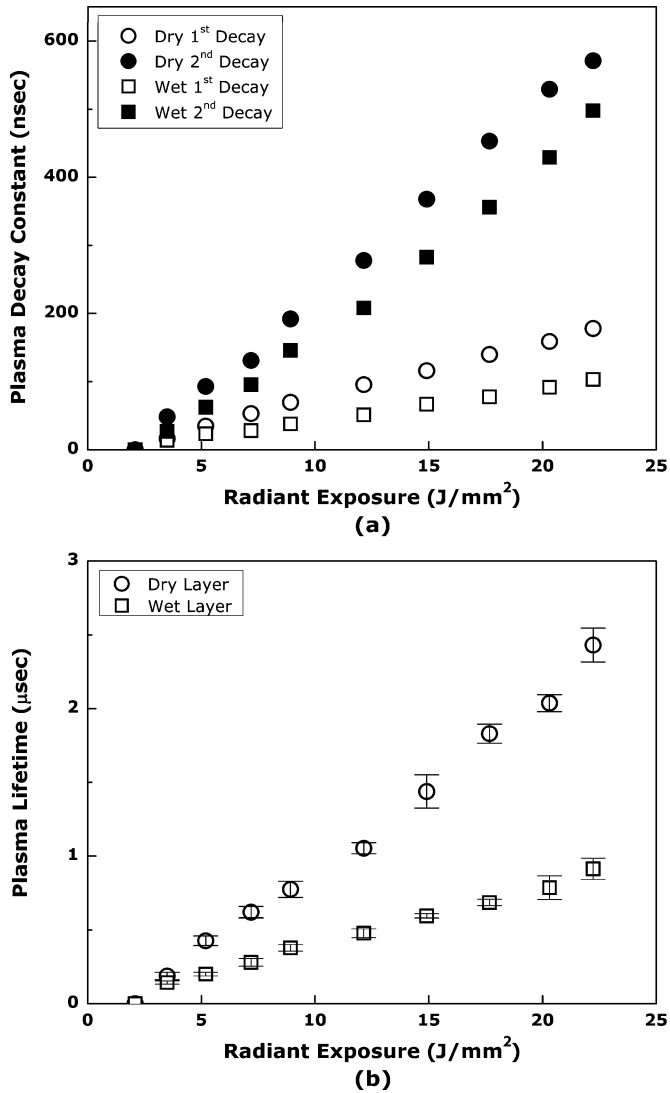 600
400
200
0
Plasma Decay Constant (nsec)
Dry 1st Decay
Dry 2nd Decay
Wet 1st Decay
Wet 2nd Decay
0 5 10 15 20 25
Radiant Exposure (J/mm²)
(a)
3
2
1
0
Plasma Lifetime (μsec)
Dry Layer
Wet Layer
0 5 10 15 20 25
Radiant Exposure (J/mm²)
(b)